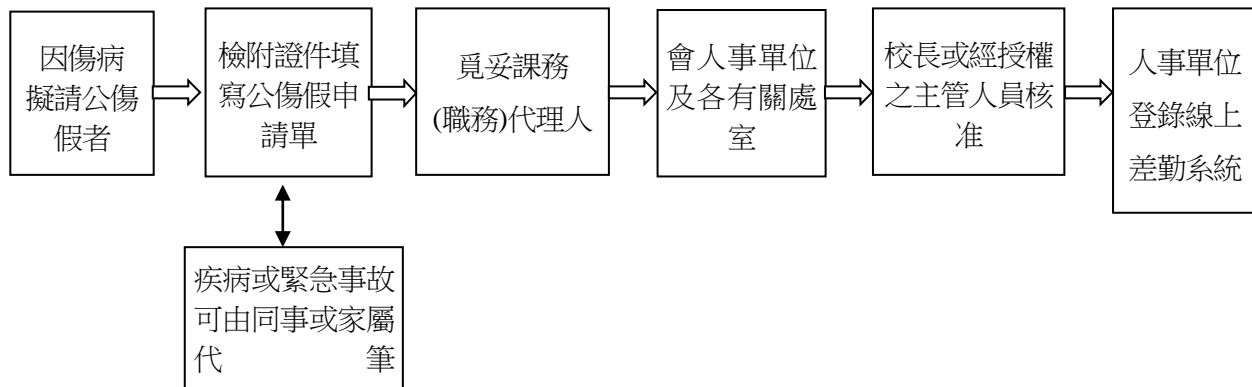 因傷病
擬請公傷
假者
檢附證件填
寫公傷假申
請單
覓妥課務
(職務)代理人
會人事單位
及各有關處
室
校長或經授權
之主管人員核
准
人事單位
登錄線上
差勤系統
疾病或緊急事故
可由同事或家屬
代筆